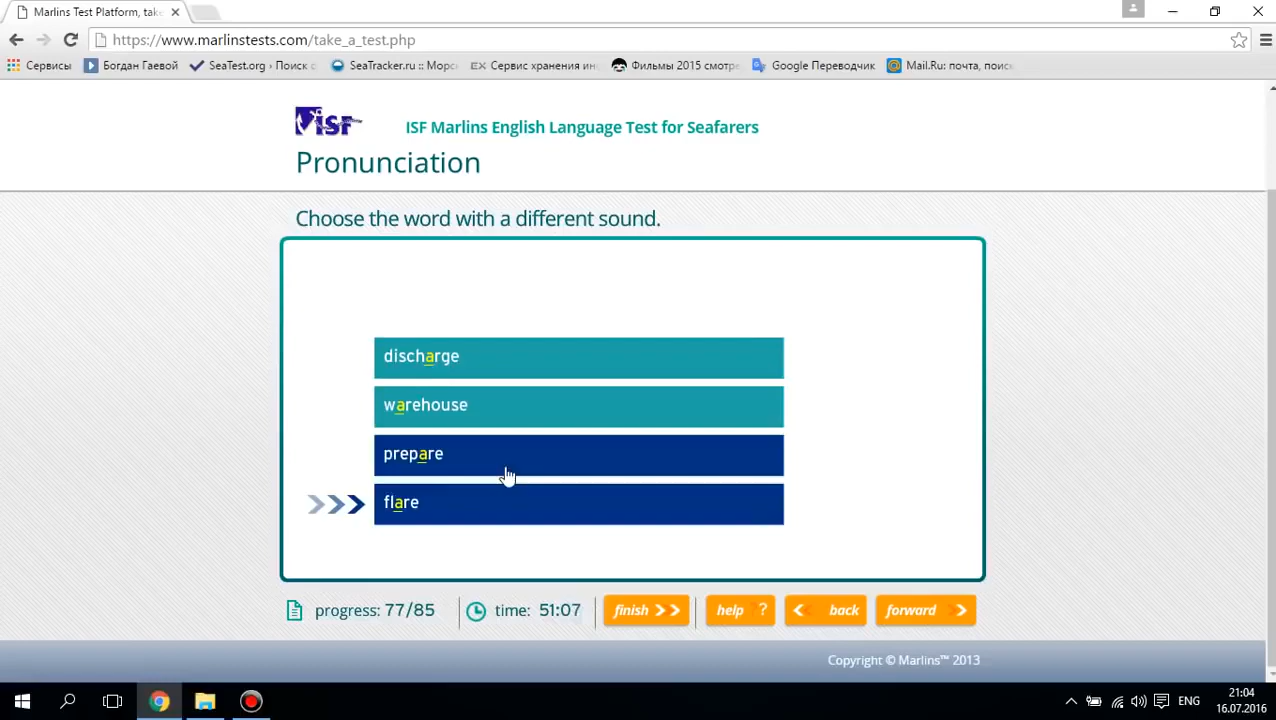 Marlins Test Platform, take
https://www.marlinstests.com/take_a_test.php
Сервисы Богдан Гаевой SeaTest.org › Поиск с SeaTracker.ru :: Морс EX Сервис хранения ин Фильмы 2015 смотре Google Переводчик Mail.Ru: почта, поиск
ISF ISF Marlins English Language Test for Seafarers
Pronunciation
Choose the word with a different sound.
discharge
warehouse
prepare
flare
progress: 77/85 time: 51:07 finish help ? back forward
Copyright © Marlins™ 2013
ENG 21:04
16.07.2016